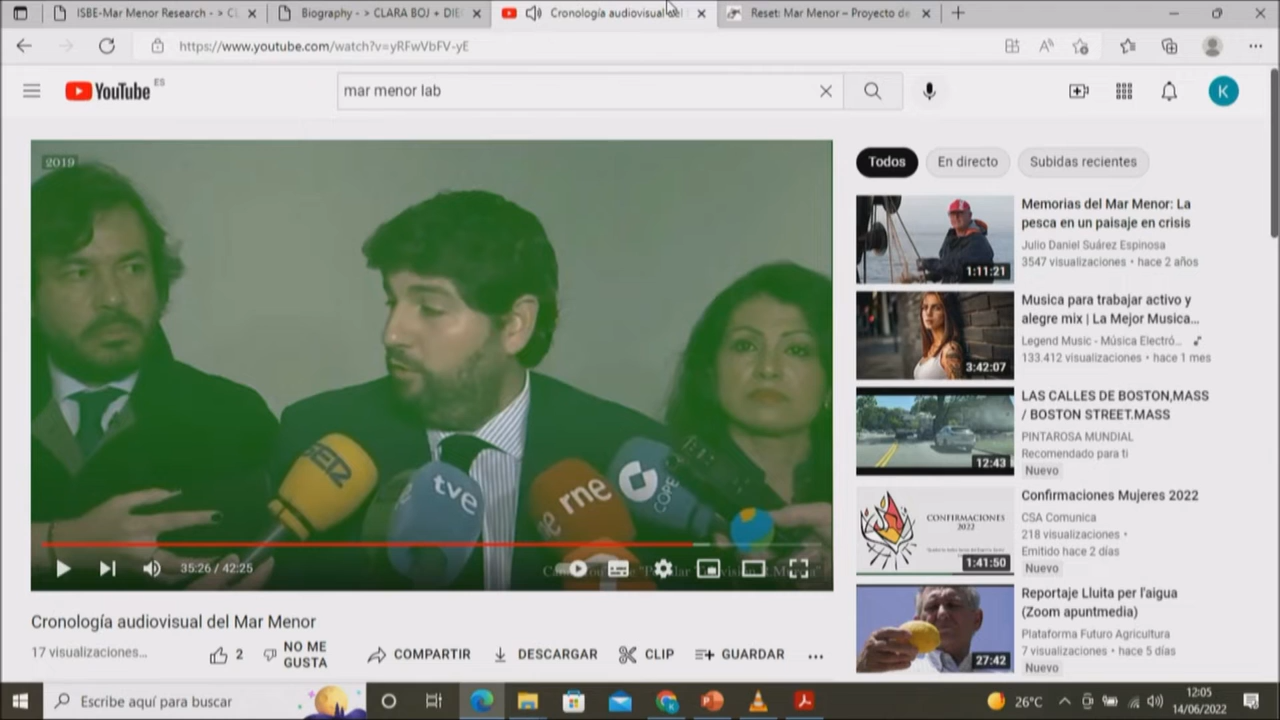 ISBE-Mar Menor Research - > CL
Biography - > CLARA BOJ + DIE
Cronología audiovisual del
Reset: Mar Menor – Proyecto de
https://www.youtube.com/watch?v=yRFwVbFV-yE
YouTube ES
mar menor lab
K
2019
SER
tve
rne
COPE
35:26 / 42:25
Cronología audiovisual del Mar Menor
17 visualizaciones...
2
NO ME GUSTA
COMPARTIR
DESCARGAR
CLIP
GUARDAR
Todos
En directo
Subidas recientes
1:11:21
Memorias del Mar Menor: La
pesca en un paisaje en crisis
Julio Daniel Suárez Espinosa
3547 visualizaciones • hace 2 años
3:42:07
Musica para trabajar activo y
alegre mix | La Mejor Musica...
Legend Music - Música Electró...
133.412 visualizaciones • hace 1 mes
12:43
LAS CALLES DE BOSTON,MASS
/ BOSTON STREET.MASS
PINTAROSA MUNDIAL
Recomendado para ti
Nuevo
CONFIRMACIONES
2022
1:41:50
Confirmaciones Mujeres 2022
CSA Comunica
218 visualizaciones •
Emitido hace 2 días
Nuevo
27:42
Reportaje Lluita per l'aigua
(Zoom apuntmedia)
Plataforma Futuro Agricultura
7 visualizaciones • hace 5 días
Nuevo
Escribe aquí para buscar
26°C
12:05
14/06/2022